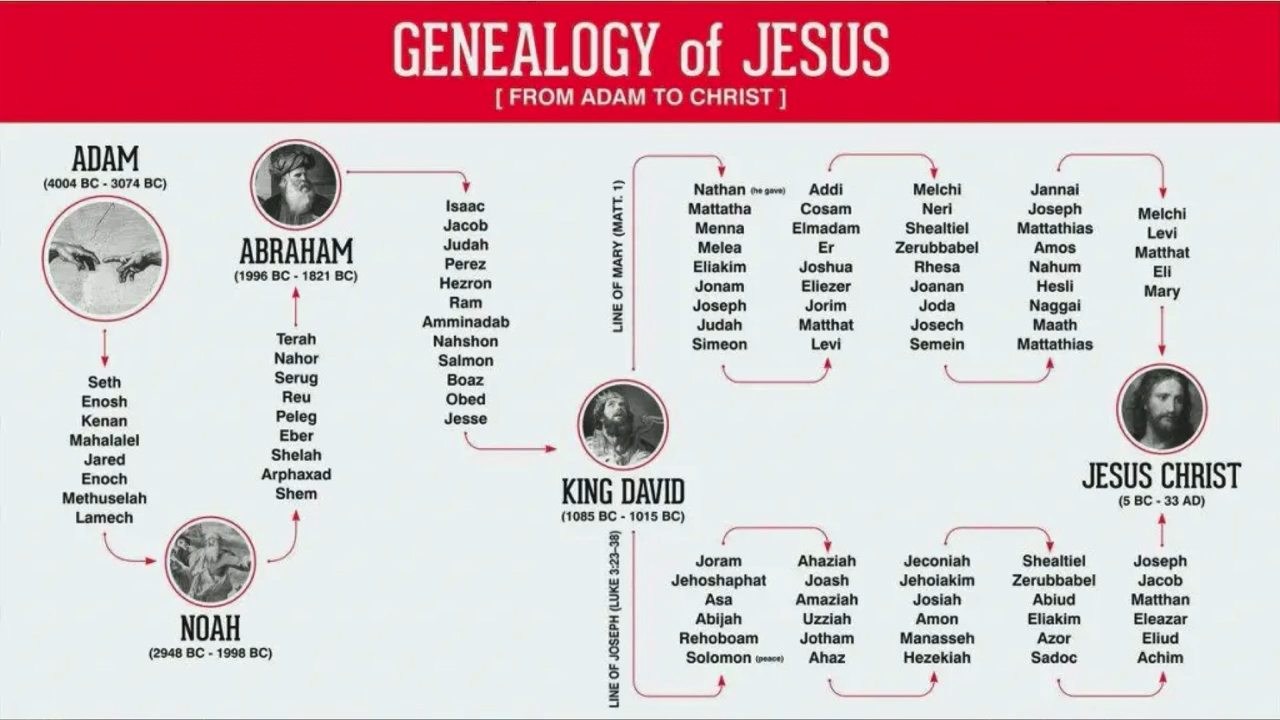 GENEALOGY of JESUS
[ FROM ADAM TO CHRIST ]
ADAM
(4004 BC - 3074 BC)
Seth
Enosh
Kenan
Mahalalel
Jared
Enoch
Methuselah
Lamech
NOAH
(2948 BC - 1998 BC)
ABRAHAM
(1996 BC - 1821 BC)
Terah
Nahor
Serug
Reu
Peleg
Eber
Shelah
Arphaxad
Shem
Isaac
Jacob
Judah
Perez
Hezron
Ram
Amminadab
Nahshon
Salmon
Boaz
Obed
Jesse
KING DAVID
(1085 BC - 1015 BC)
LINE OF MARY (MATT. 1)
Nathan (he gave)
Mattatha
Menna
Melea
Eliakim
Jonam
Joseph
Judah
Simeon
Addi
Cosam
Elmadam
Er
Joshua
Eliezer
Jorim
Matthat
Levi
Melchi
Neri
Shealtiel
Zerubbabel
Rhesa
Joanan
Joda
Josech
Semein
Jannai
Joseph
Mattathias
Amos
Nahum
Hesli
Naggai
Maath
Mattathias
Melchi
Levi
Matthat
Eli
Mary
JESUS CHRIST
(5 BC - 33 AD)
LINE OF JOSEPH (LUKE 3:23-38)
Joram
Jehoshaphat
Asa
Abijah
Rehoboam
Solomon (peace)
Ahaziah
Joash
Amaziah
Uzziah
Jotham
Ahaz
Jeconiah
Jehoiakim
Josiah
Amon
Manasseh
Hezekiah
Shealtiel
Zerubbabel
Abiud
Eliakim
Azor
Sadoc
Joseph
Jacob
Matthan
Eleazar
Eliud
Achim